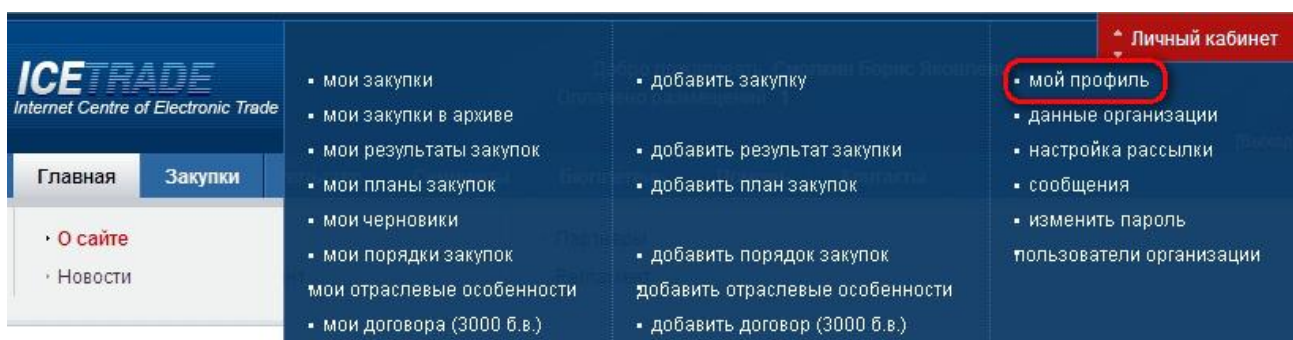 Личный кабинет
ICETRADE
Internet Centre of Electronic Trade
Главная
Закупки
О сайте
Новости
мои закупки
мои закупки в архиве
мои результаты закупок
мои планы закупок
мои черновики
мои порядки закупок
мои отраслевые особенности
мои договора (3000 б.в.)
добавить закупку
добавить результат закупки
добавить план закупок
добавить порядок закупок
добавить отраслевые особенности
добавить договор (3000 б.в.)
мой профиль
данные организации
настройка рассылки
сообщения
изменить пароль
пользователи организации